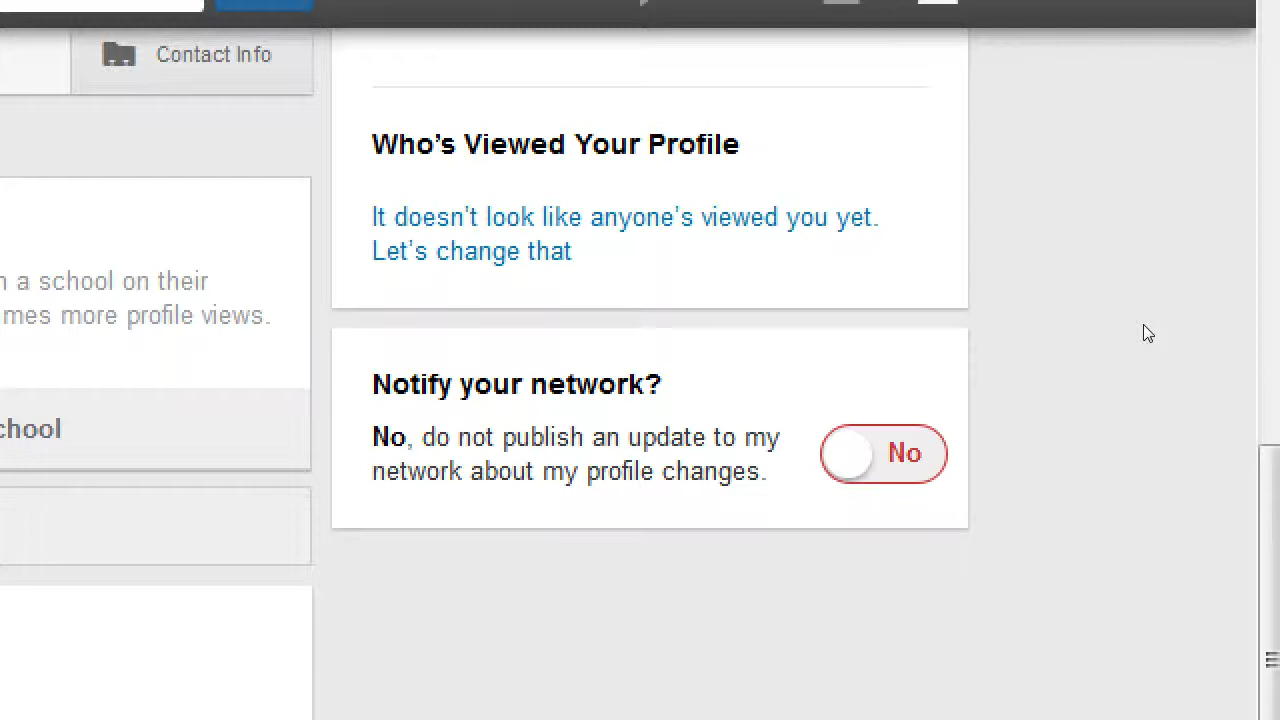 Contact Info
Who's Viewed Your Profile
It doesn't look like anyone's viewed you yet.
Let's change that
a school on their
mes more profile views.
Notify your network?
No, do not publish an update to my
network about my profile changes.
No
chool